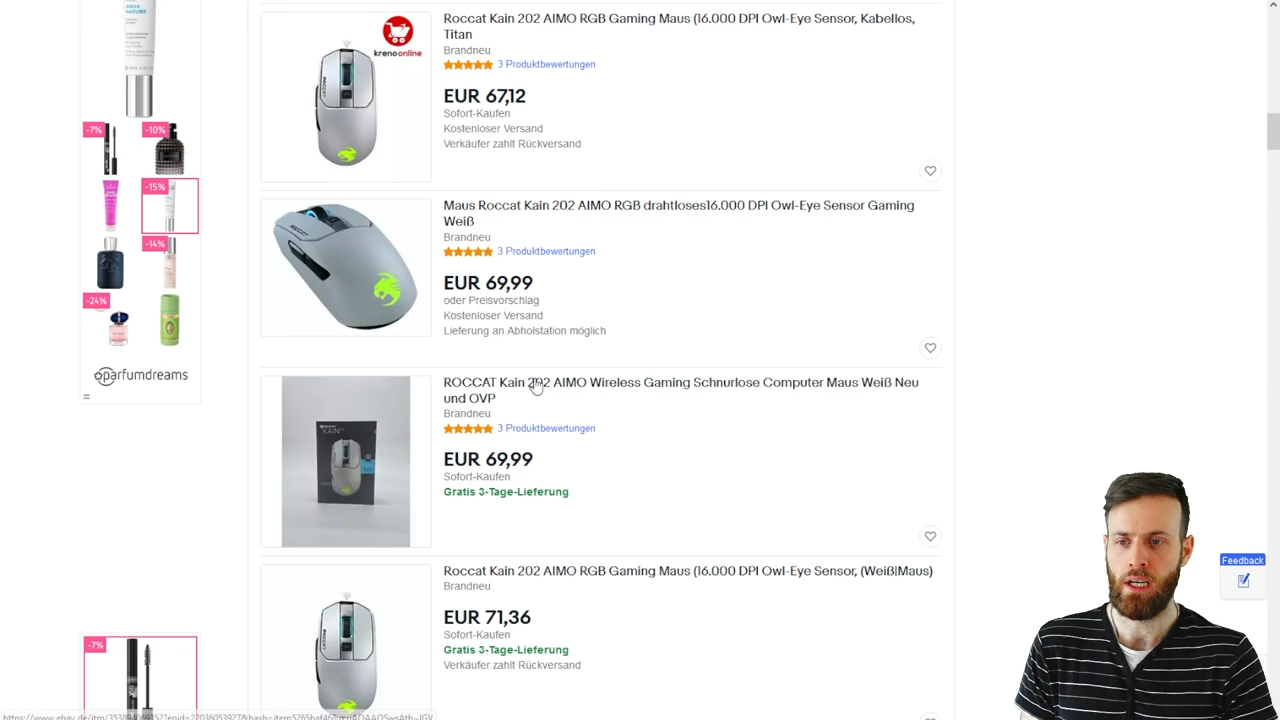 AQUA
NATURE
-7%
-10%
-15%
-14%
-24%
parfumdreams
=
-7%
krenoonline
Roccat Kain 202 AIMO RGB Gaming Maus (16.000 DPI Owl-Eye Sensor, Kabellos,
Titan
Brandneu
3 Produktbewertungen
EUR 67,12
Sofort-Kaufen
Kostenloser Versand
Verkäufer zahlt Rückversand
ROCCAT
Maus Roccat Kain 202 AIMO RGB drahtloses16.000 DPI Owl-Eye Sensor Gaming
Weiß
Brandneu
3 Produktbewertungen
EUR 69,99
oder Preisvorschlag
Kostenloser Versand
Lieferung an Abholstation möglich
ROCCAT
ROCCAT Kain 202 AIMO Wireless Gaming Schnurlose Computer Maus Weiß Neu
und OVP
Brandneu
3 Produktbewertungen
EUR 69,99
Sofort-Kaufen
Gratis 3-Tage-Lieferung
KAIN
Roccat Kain 202 AIMO RGB Gaming Maus (16.000 DPI Owl-Eye Sensor, (Weiß|Maus)
Brandneu
EUR 71,36
Sofort-Kaufen
Gratis 3-Tage-Lieferung
Verkäufer zahlt Rückversand
ROCCAT
Feedback